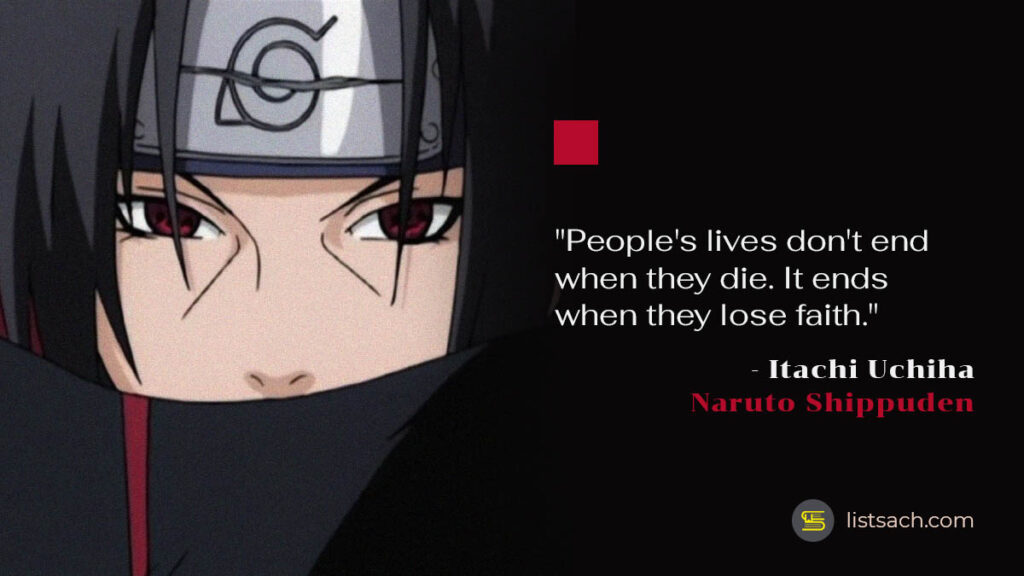 "People's lives don't end
when they die. It ends
when they lose faith."
- Itachi Uchiha
Naruto Shippuden
listsach.com